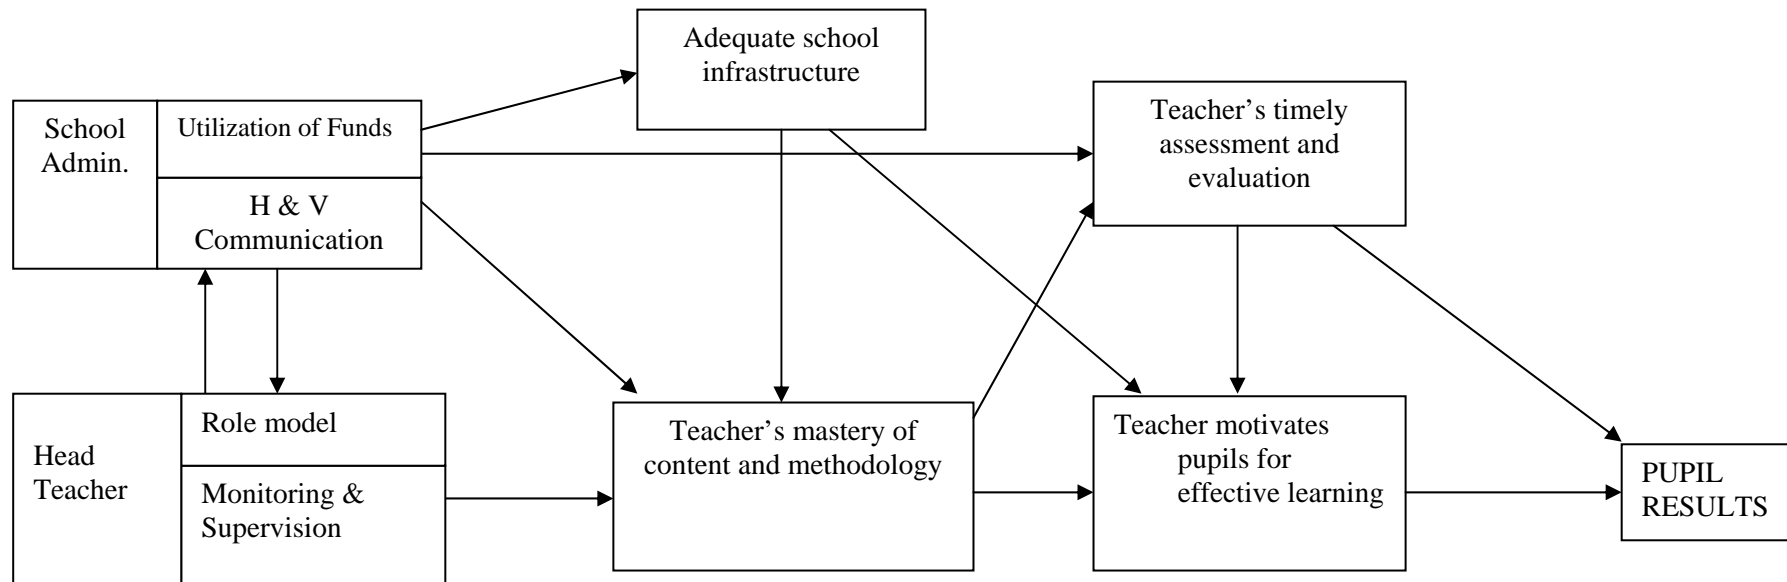 Adequate school
infrastructure
School
Admin.
Utilization of Funds
H & V
Communication
Teacher’s timely
assessment and
evaluation
Head
Teacher
Role model
Monitoring &
Supervision
Teacher’s mastery of
content and methodology
Teacher motivates
pupils for
effective learning
PUPIL
RESULTS